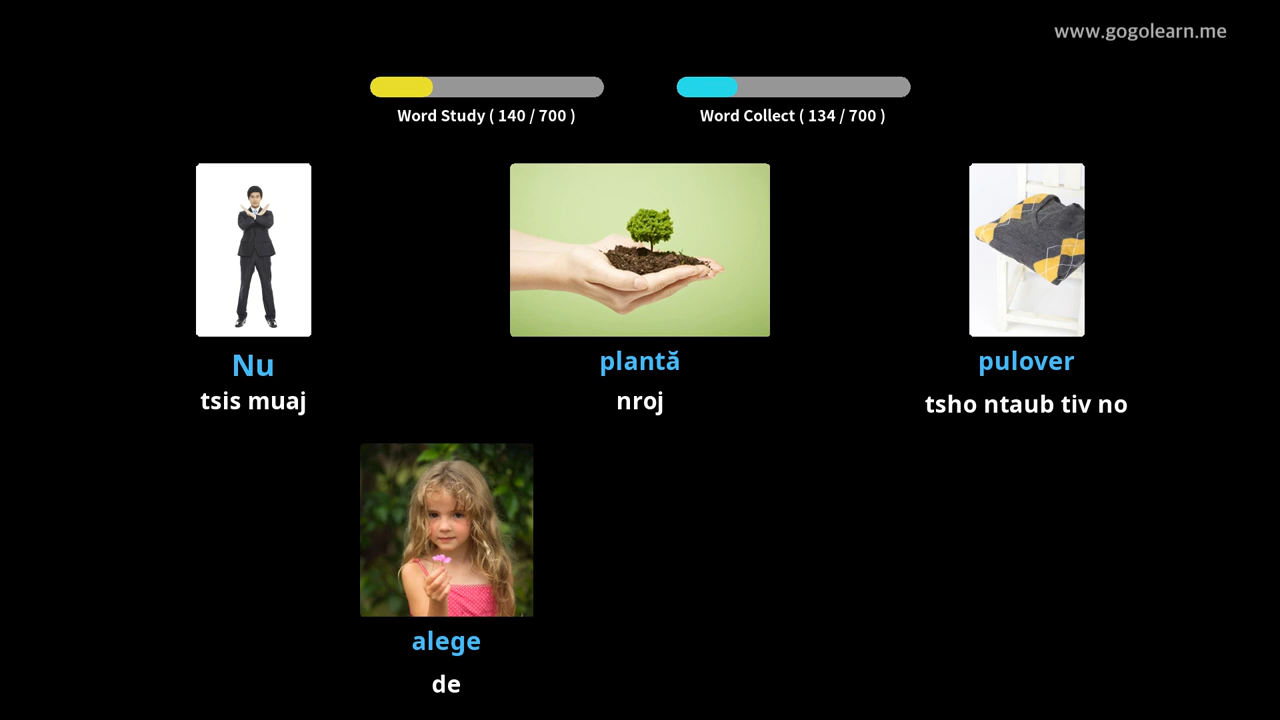 www.gogolearn.me
Word Study ( 140 / 700 )
Word Collect ( 134 / 700 )
Nu
tsis muaj
plantă
nroj
pulover
tsho ntaub tiv no
alege
de